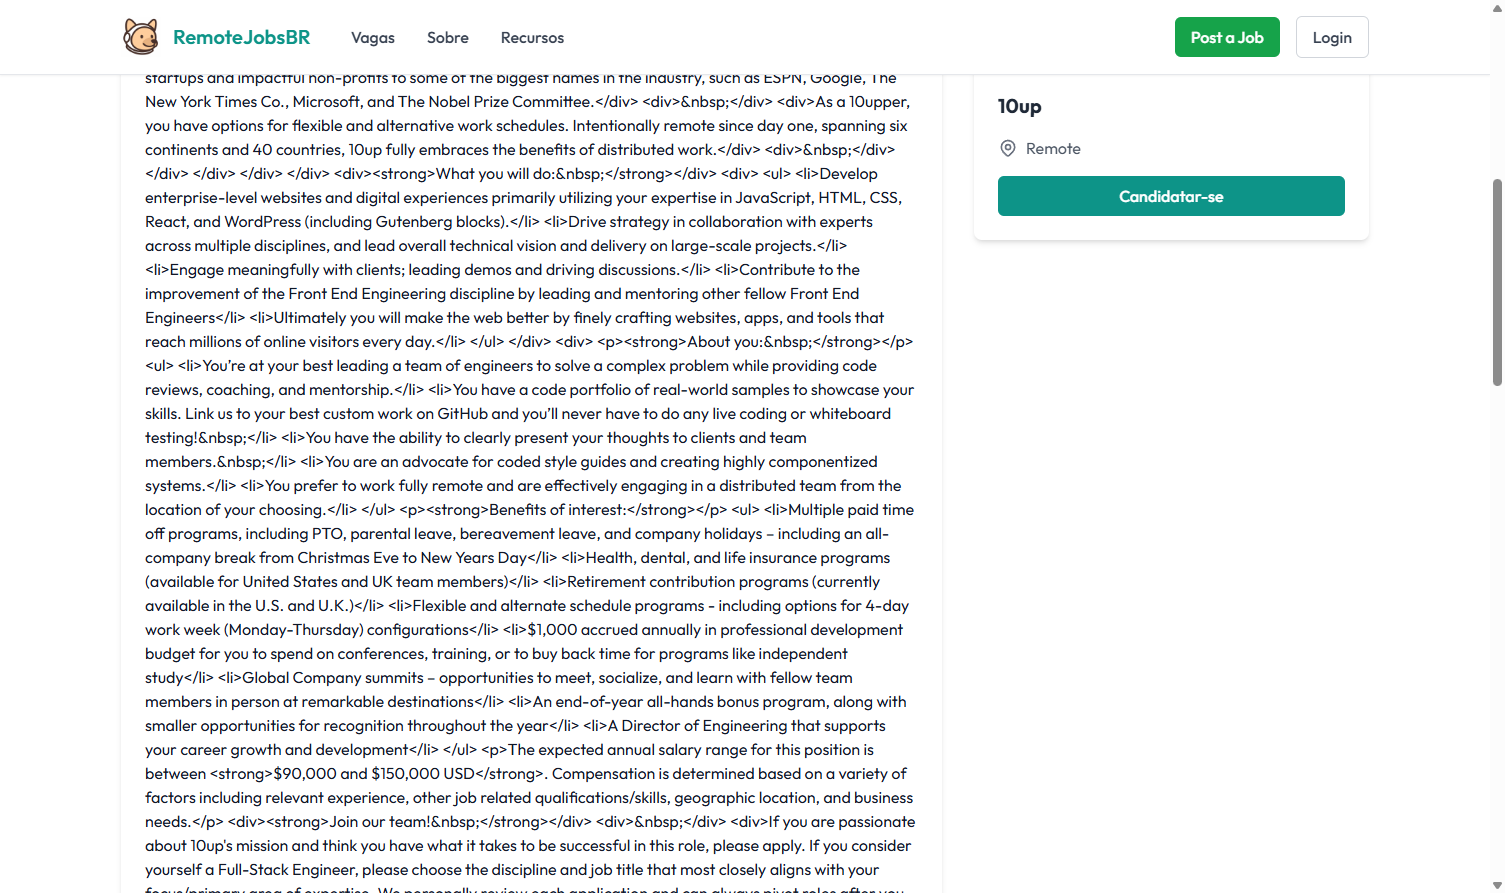 RemoteJobsBR
Vagas
Sobre
Recursos
Post a Job
Login
startups and impactful non-profits to some of the biggest names in the industry, such as ESPN, Google, The
New York Times Co., Microsoft, and The Nobel Prize Committee.</div> <div>&nbsp;</div> <div>As a 10upper,
you have options for flexible and alternative work schedules. Intentionally remote since day one, spanning six
continents and 40 countries, 10up fully embraces the benefits of distributed work.</div> <div>&nbsp;</div>
</div> </div> </div> </div> <div><strong>What you will do:&nbsp;</strong></div> <div> <ul> <li>Develop
enterprise-level websites and digital experiences primarily utilizing your expertise in JavaScript, HTML, CSS,
React, and WordPress (including Gutenberg blocks).</li> <li>Drive strategy in collaboration with experts
across multiple disciplines, and lead overall technical vision and delivery on large-scale projects.</li>
<li>Engage meaningfully with clients; leading demos and driving discussions.</li> <li>Contribute to the
improvement of the Front End Engineering discipline by leading and mentoring other fellow Front End
Engineers</li> <li>Ultimately you will make the web better by finely crafting websites, apps, and tools that
reach millions of online visitors every day.</li> </ul> </div> <div> <p><strong>About you:&nbsp;</strong></p>
<ul> <li>You’re at your best leading a team of engineers to solve a complex problem while providing code
reviews, coaching, and mentorship.</li> <li>You have a code portfolio of real-world samples to showcase your
skills. Link us to your best custom work on GitHub and you’ll never have to do any live coding or whiteboard
testing!&nbsp;</li> <li>You have the ability to clearly present your thoughts to clients and team
members.&nbsp;</li> <li>You are an advocate for coded style guides and creating highly componentized
systems.</li> <li>You prefer to work fully remote and are effectively engaging in a distributed team from the
location of your choosing.</li> </ul> <p><strong>Benefits of interest:</strong></p> <ul> <li>Multiple paid time
off programs, including PTO, parental leave, bereavement leave, and company holidays – including an all-
company break from Christmas Eve to New Years Day</li> <li>Health, dental, and life insurance programs
(available for United States and UK team members)</li> <li>Retirement contribution programs (currently
available in the U.S. and U.K.)</li> <li>Flexible and alternate schedule programs - including options for 4-day
work week (Monday-Thursday) configurations</li> <li>$1,000 accrued annually in professional development
budget for you to spend on conferences, training, or to buy back time for programs like independent
study</li> <li>Global Company summits – opportunities to meet, socialize, and learn with fellow team
members in person at remarkable destinations</li> <li>An end-of-year all-hands bonus program, along with
smaller opportunities for recognition throughout the year</li> <li>A Director of Engineering that supports
your career growth and development</li> </ul> <p>The expected annual salary range for this position is
between <strong>$90,000 and $150,000 USD</strong>. Compensation is determined based on a variety of
factors including relevant experience, other job related qualifications/skills, geographic location, and business
needs.</p> <div><strong>Join our team!&nbsp;</strong></div> <div>&nbsp;</div> <div>If you are passionate
about 10up's mission and think you have what it takes to be successful in this role, please apply. If you consider
yourself a Full-Stack Engineer, please choose the discipline and job title that most closely aligns with your
focus/primary area of expertise. We personally review each application and can always pivot roles after you
10up
Remote
Candidatar-se